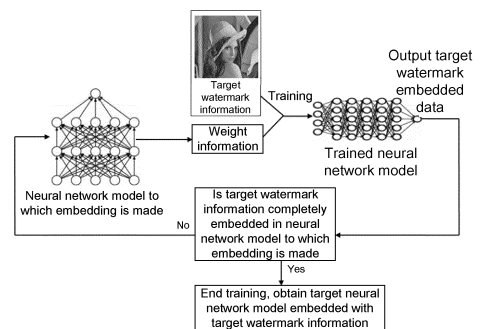 Target
watermark
information
Training
Output target
watermark
embedded
data
Weight
information
Trained neural
network model
Neural network model to
which embedding is made
Is target watermark
information completely
embedded in neural
network model to which
embedding is made
No
Yes
End training, obtain target neural
network model embedded with
target watermark information